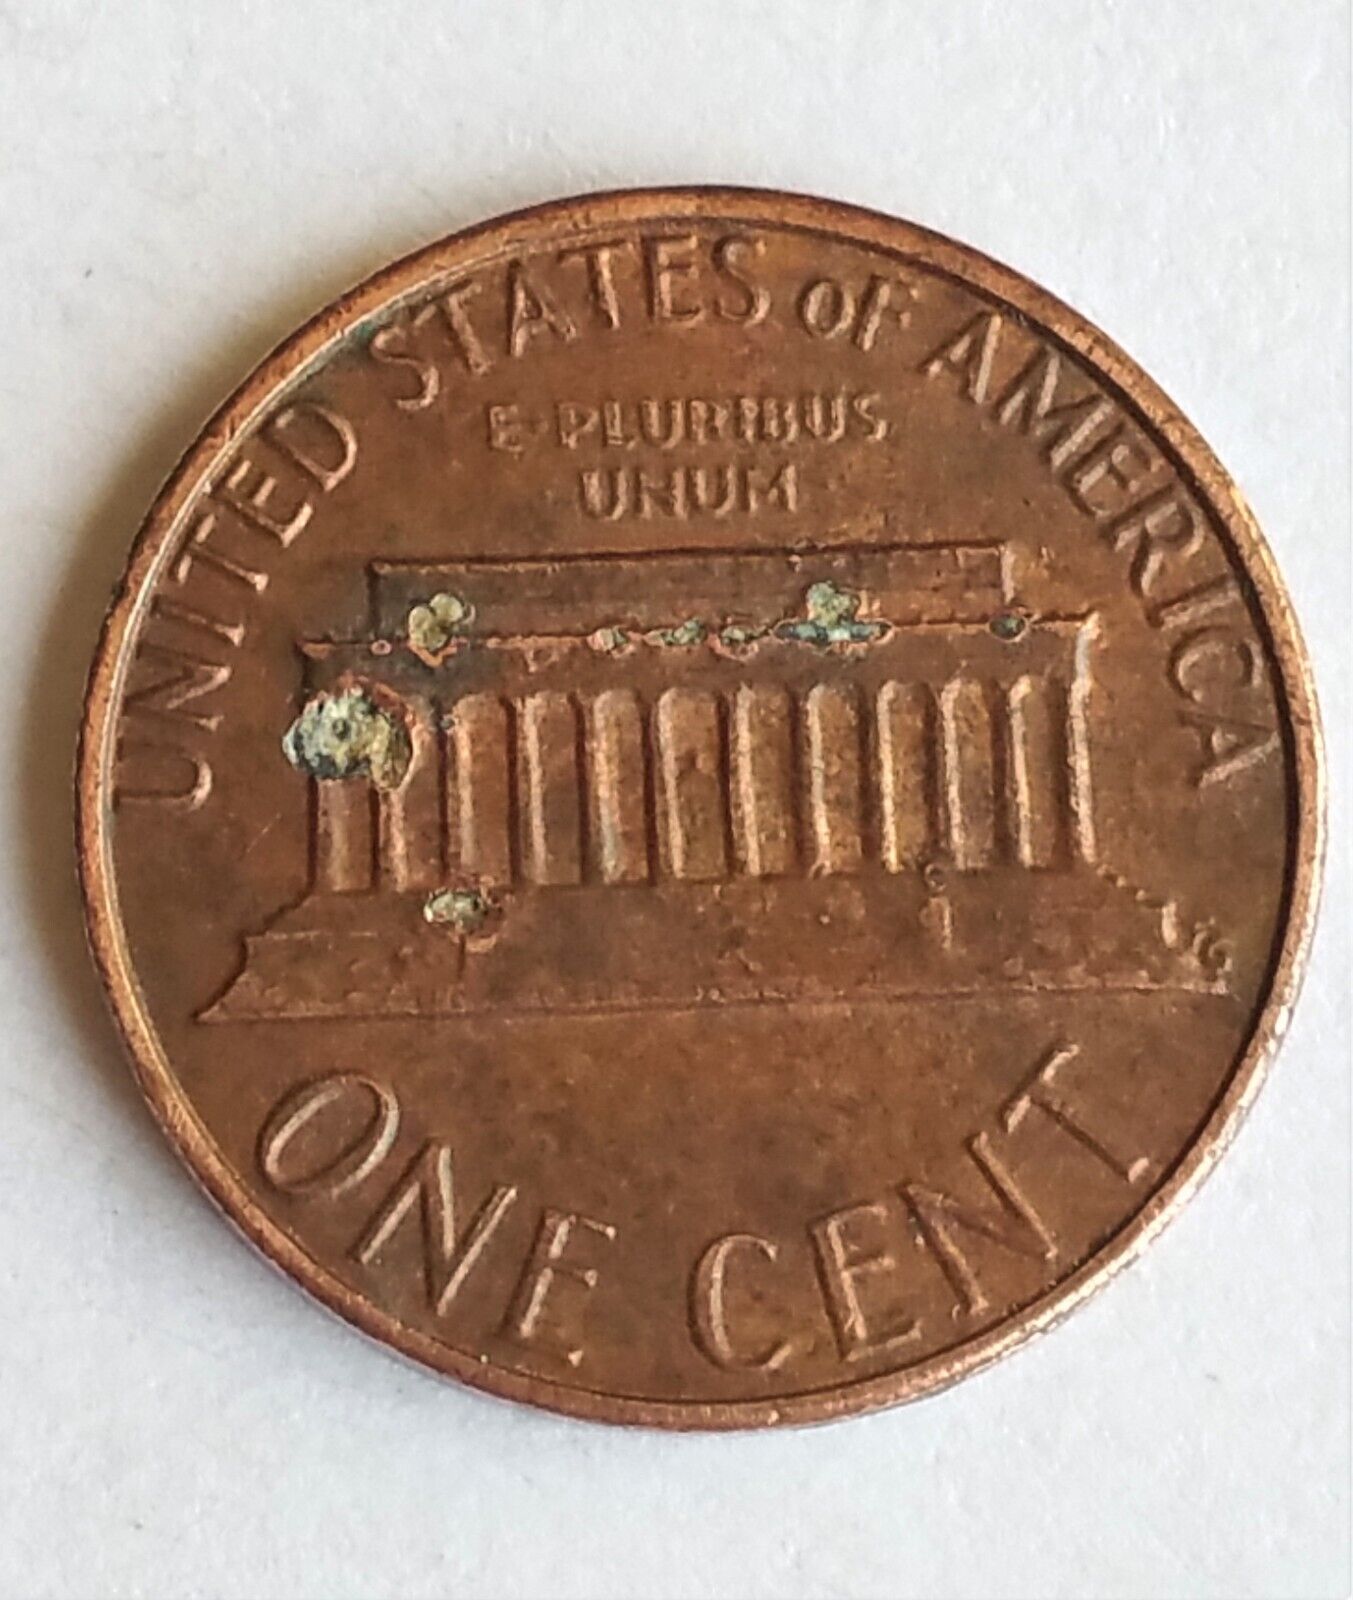 UNITED STATES OF AMERICA
E PLURIBUS
UNUM
ONE CENT